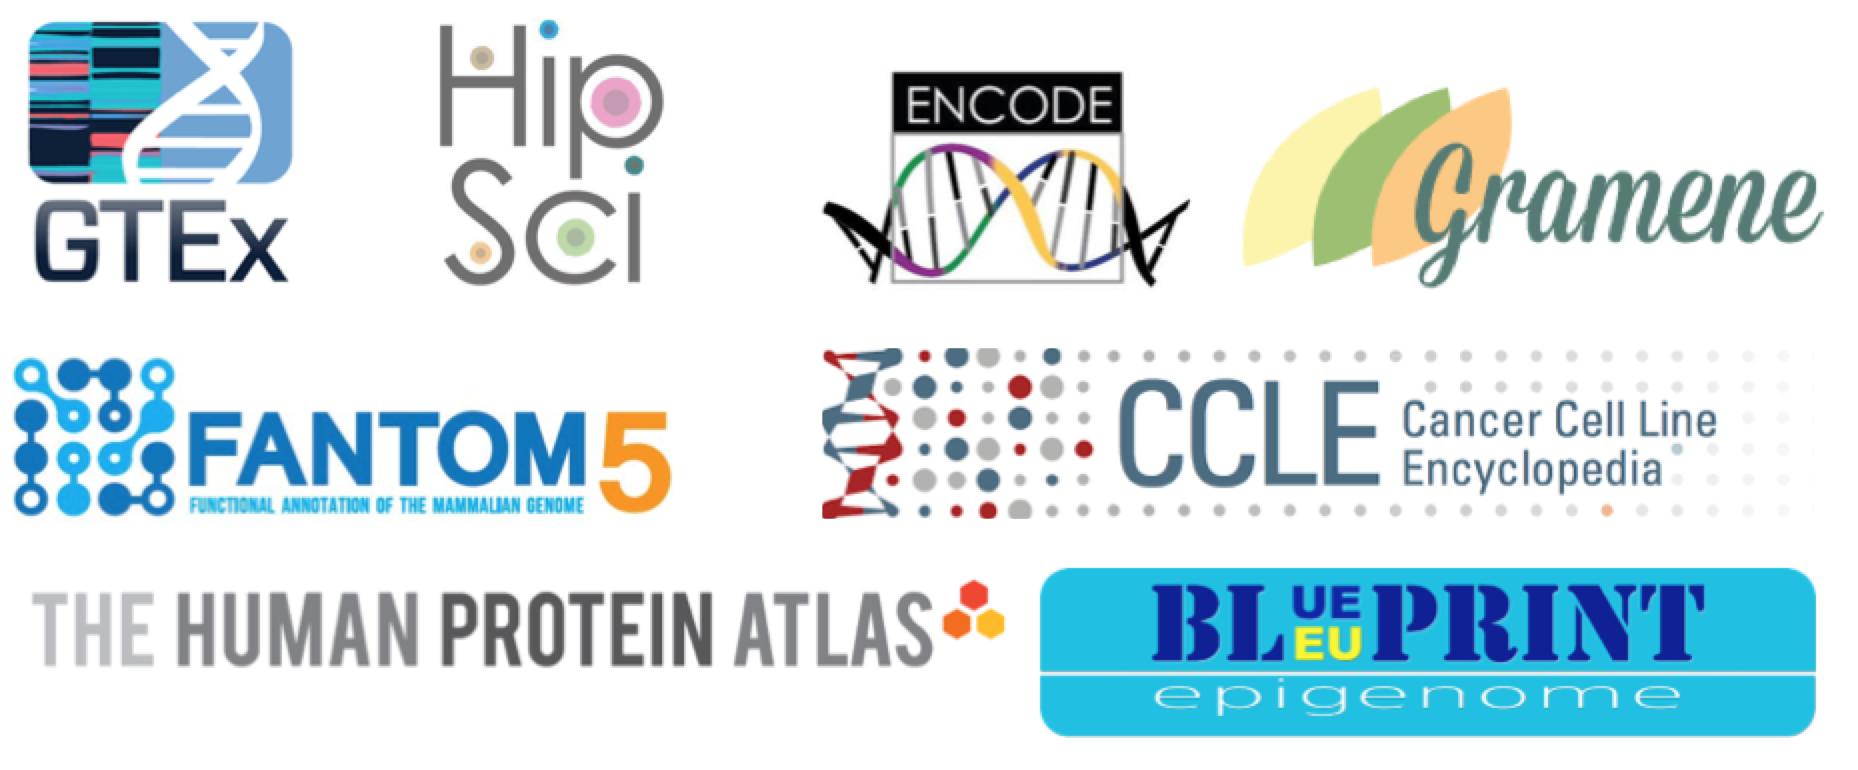 GTEx
Hip
Sci
ENCODE
Gramene
FANTOM5
FUNCTIONAL ANNOTATION OF THE MAMMALIAN GENOME
CCLE
Cancer Cell Line
Encyclopedia
THE HUMAN PROTEIN ATLAS
BLUEPRINT
EU
epigenome